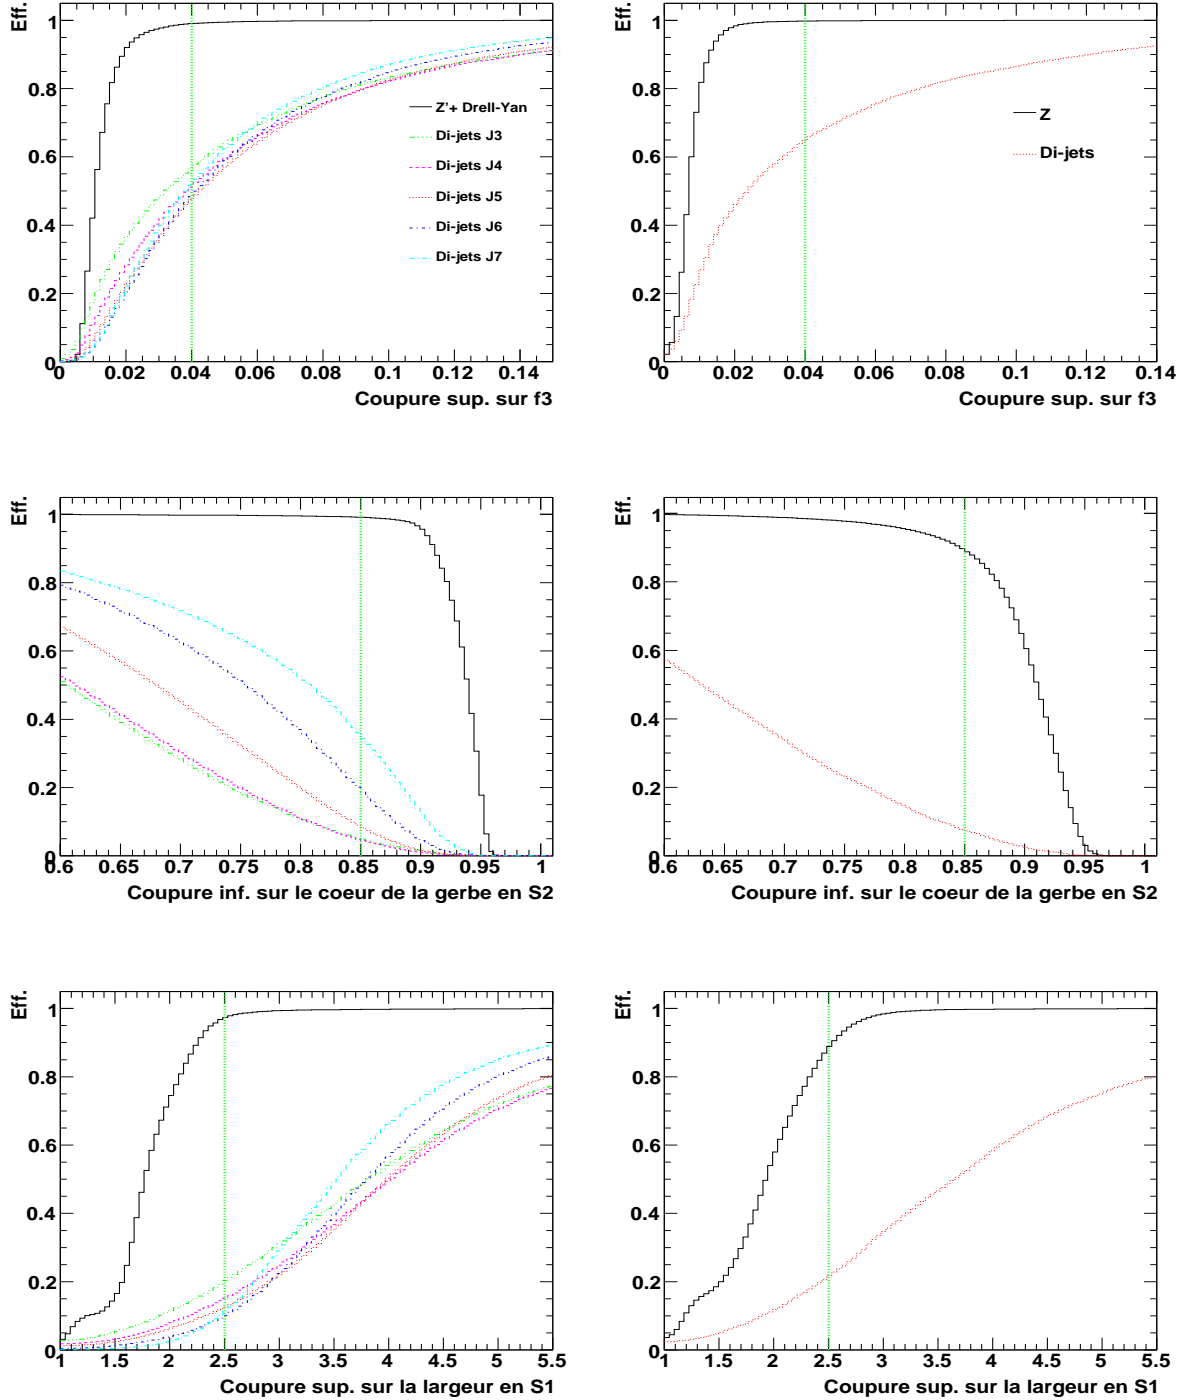 Eff.
1
0.8
0.6
0.4
0.2
0
Z'+ Drell-Yan
Di-jets J3
Di-jets J4
Di-jets J5
Di-jets J6
Di-jets J7
0 0.02 0.04 0.06 0.08 0.1 0.12 0.14
Coupure sup. sur f3
Eff.
1
0.8
0.6
0.4
0.2
0
Z
Di-jets
0 0.02 0.04 0.06 0.08 0.1 0.12 0.14
Coupure sup. sur f3
Eff.
1
0.8
0.6
0.4
0.2
0
0.6 0.65 0.7 0.75 0.8 0.85 0.9 0.95 1
Coupure inf. sur le coeur de la gerbe en S2
Eff.
1
0.8
0.6
0.4
0.2
0
0.6 0.65 0.7 0.75 0.8 0.85 0.9 0.95 1
Coupure inf. sur le coeur de la gerbe en S2
Eff.
1
0.8
0.6
0.4
0.2
0
1 1.5 2 2.5 3 3.5 4 4.5 5 5.5
Coupure sup. sur la largeur en S1
Eff.
1
0.8
0.6
0.4
0.2
0
1 1.5 2 2.5 3 3.5 4 4.5 5 5.5
Coupure sup. sur la largeur en S1